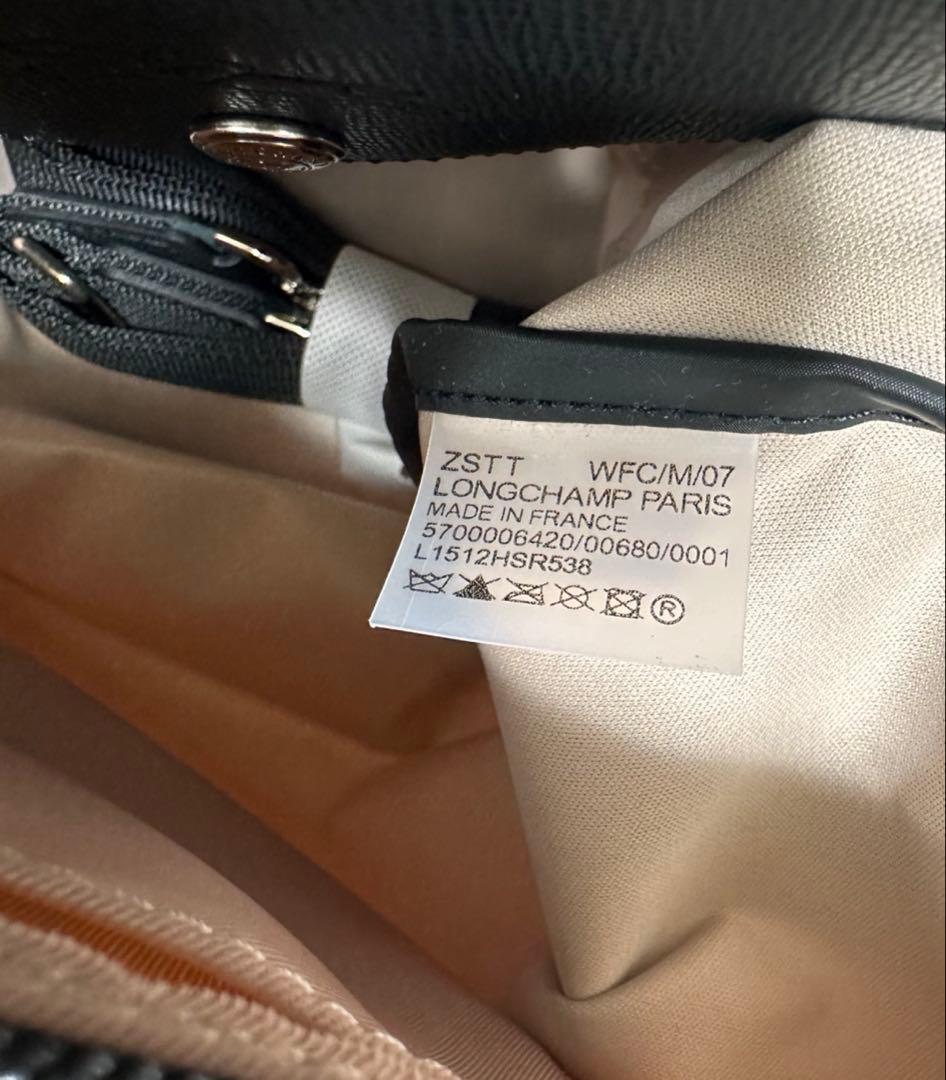 ZSTT WFC/M/07
LONGCHAMP PARIS
MADE IN FRANCE
5700006420/00680/0001
L1512HSR538
®